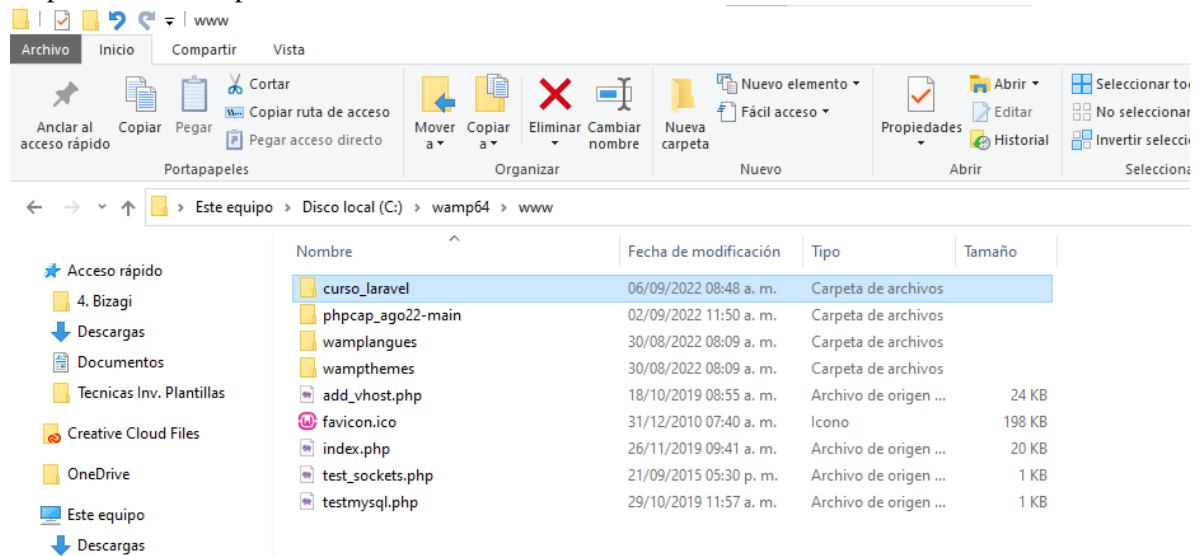 www
Archivo Inicio Compartir Vista
Anclar al acceso rápido
Copiar
Pegar
Cortar
Copiar ruta de acceso
Pegar acceso directo
Portapapeles
Mover a
Copiar a
Eliminar
Cambiar nombre
Organizar
Nueva carpeta
Nuevo elemento
Fácil acceso
Nuevo
Propiedades
Abrir
Editar
Historial
Abrir
Seleccionar to
No seleccionar
Invertir selecci
Selecciona
Este equipo > Disco local (C:) > wamp64 > www
Acceso rápido
4. Bizagi
Descargas
Documentos
Tecnicas Inv. Plantillas
Creative Cloud Files
OneDrive
Este equipo
Descargas
Nombre Fecha de modificación Tipo Tamaño
curso_laravel 06/09/2022 08:48 a. m. Carpeta de archivos
phpcap_ago22-main 02/09/2022 11:50 a. m. Carpeta de archivos
wamplangues 30/08/2022 08:09 a. m. Carpeta de archivos
wampthemes 30/08/2022 08:09 a. m. Carpeta de archivos
add_vhost.php 18/10/2019 08:55 a. m. Archivo de origen ... 24 KB
favicon.ico 31/12/2010 07:40 a. m. Icono 198 KB
index.php 26/11/2019 09:41 a. m. Archivo de origen ... 20 KB
test_sockets.php 21/09/2015 05:30 p. m. Archivo de origen ... 1 KB
testmysql.php 29/10/2019 11:57 a. m. Archivo de origen ... 1 KB